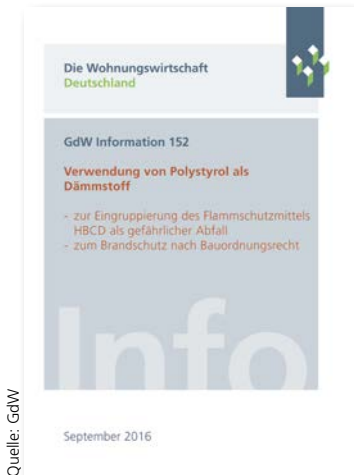 Die Wohnungswirtschaft
Deutschland
GdW Information 152
Verwendung von Polystyrol als
Dämmstoff
- zur Eingruppierung des Flammschutzmittels
HBCD als gefährlicher Abfall
- zum Brandschutz nach Bauordnungsrecht
Info
September 2016
Quelle: GdW